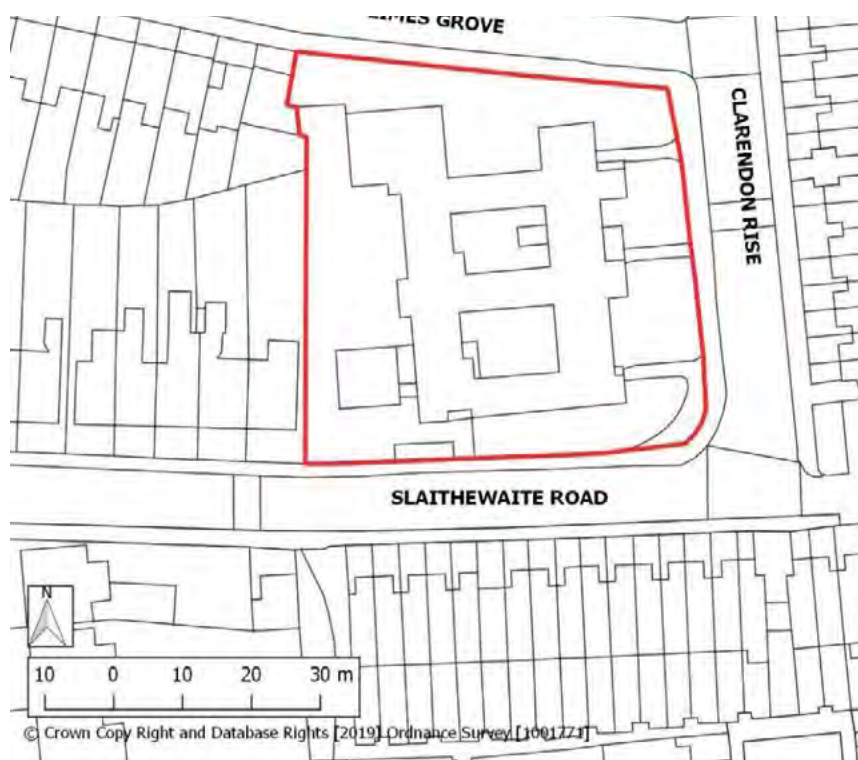 GROVE
CLARENDON RISE
SLAITHEWAITE ROAD
N
10 0 10 20 30 m
© Crown Copy Right and Database Rights [2019] Ordnance Survey [1001771]